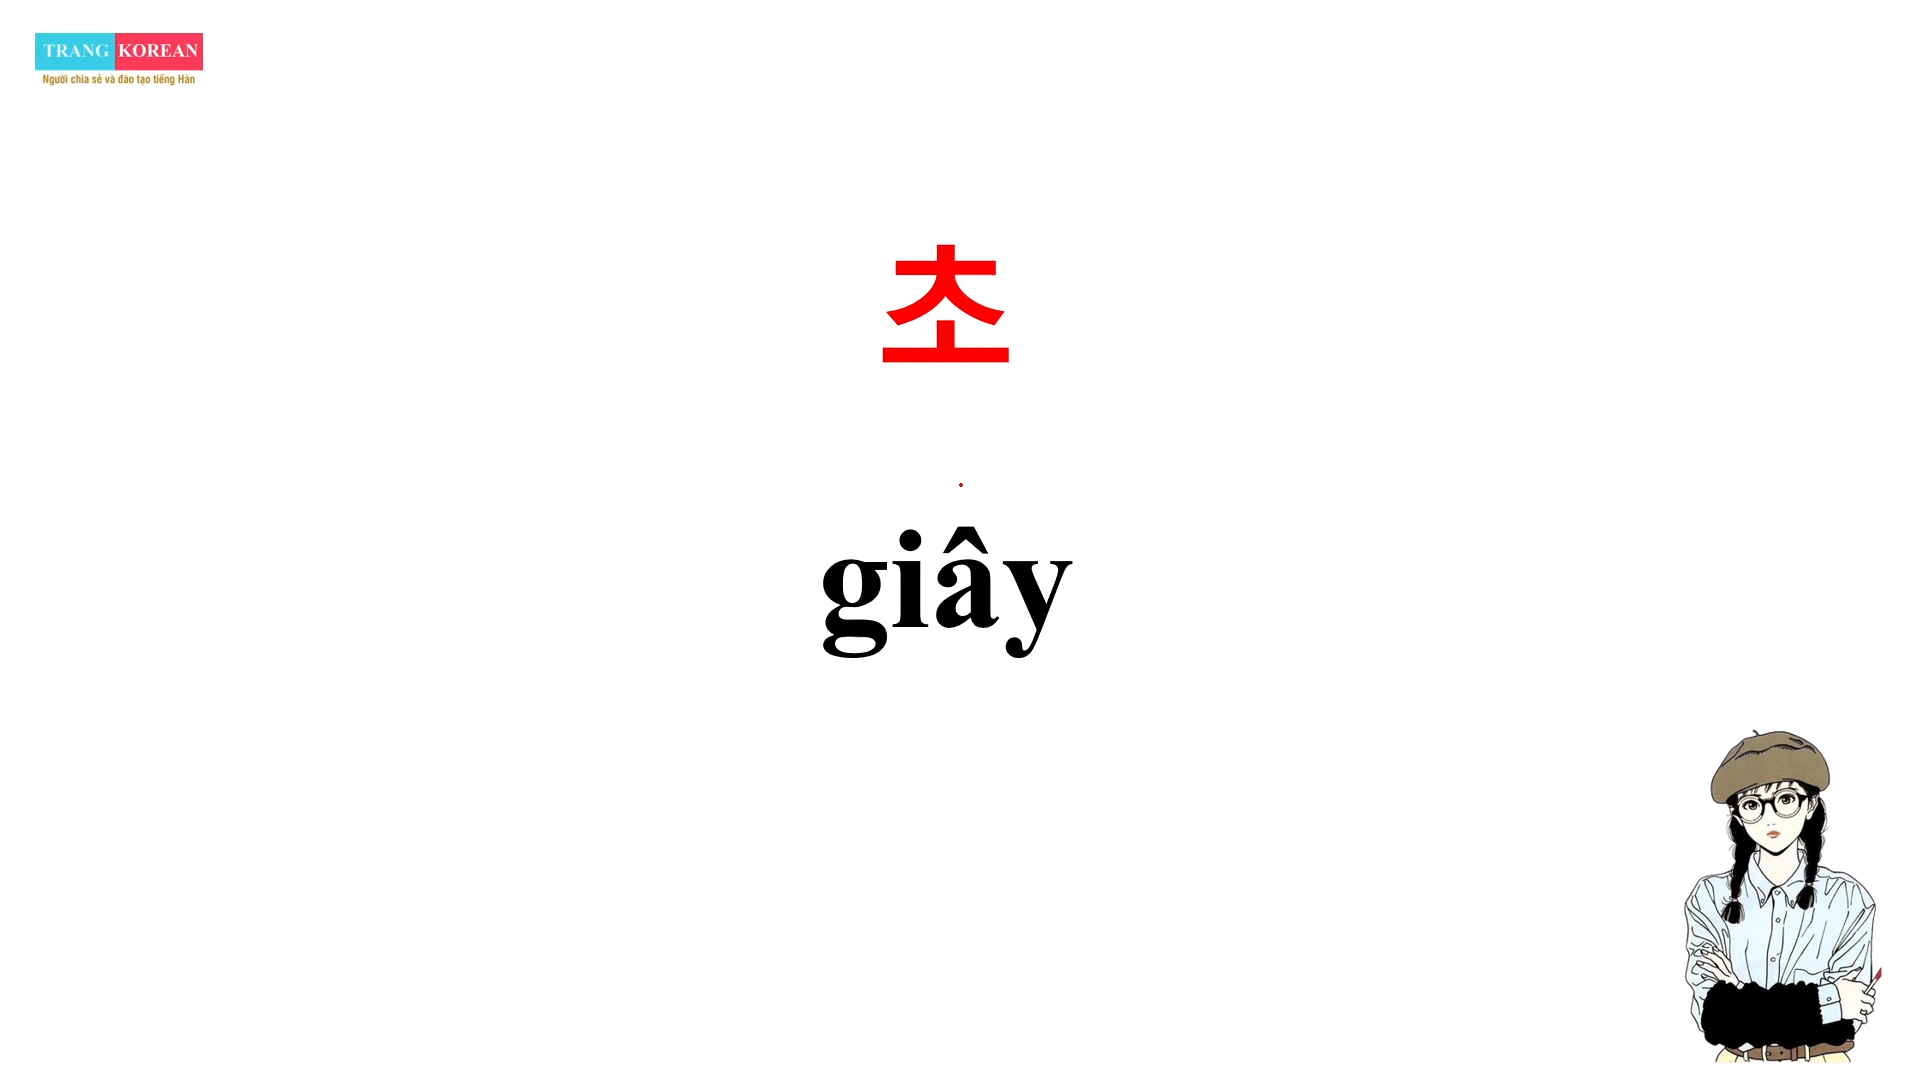 TRANG KOREAN
Người chia sẻ và đào tạo tiếng Hàn
초
giây